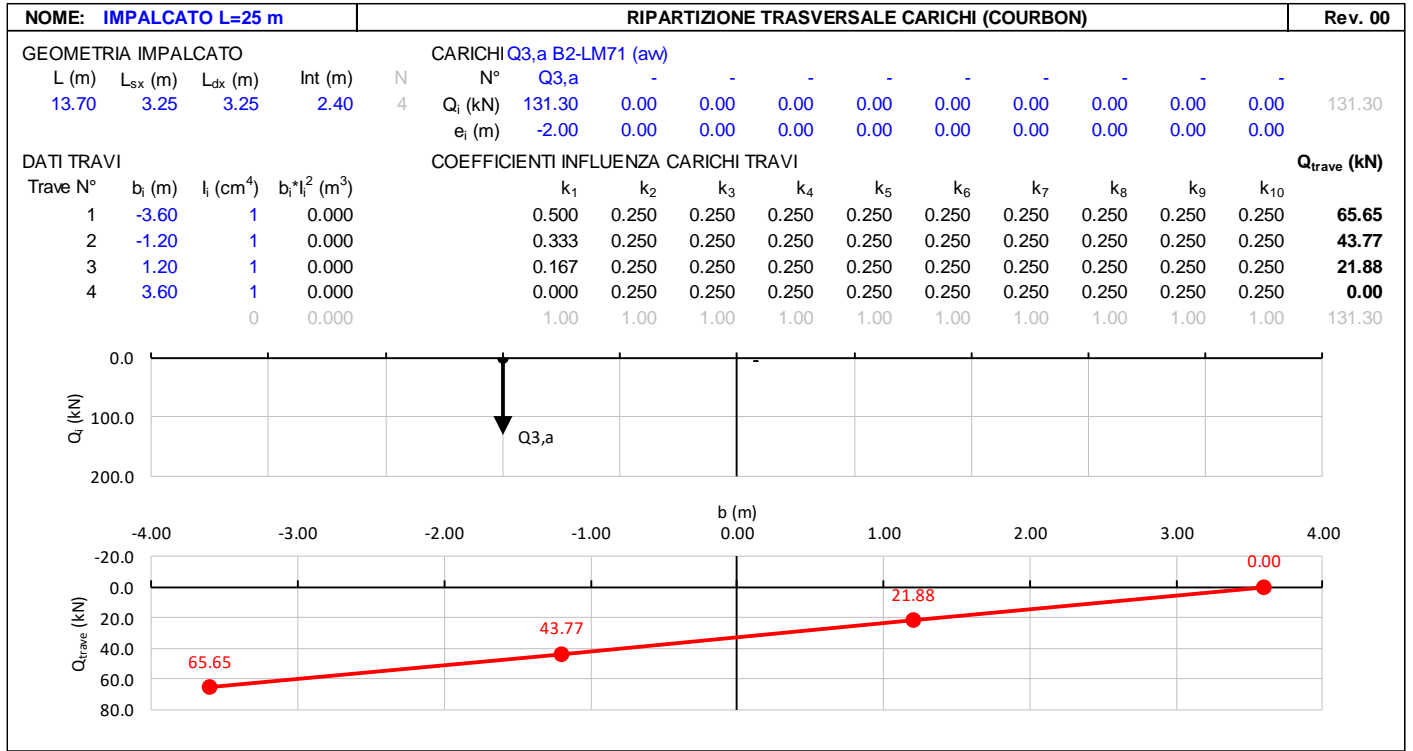 NOME: IMPALCATO L=25 m RIPARTIZIONE TRASVERSALE CARICHI (COURBON) Rev. 00
GEOMETRIA IMPALCATO CARICHI Q3,a B2-LM71 (aw)
L (m) Lsx (m) Ldx (m) Int (m) N N° Q3,a - - - - - - - - -
13.70 3.25 3.25 2.40 4 Qi (kN) 131.30 0.00 0.00 0.00 0.00 0.00 0.00 0.00 0.00 0.00 131.30
ei (m) -2.00 0.00 0.00 0.00 0.00 0.00 0.00 0.00 0.00 0.00
DATI TRAVI COEFFICIENTI INFLUENZA CARICHI TRAVI Qtrave (kN)
Trave N° bi (m) Ii (cm4) bi*Ii2 (m3) k1 k2 k3 k4 k5 k6 k7 k8 k9 k10
1 -3.60 1 0.000 0.500 0.250 0.250 0.250 0.250 0.250 0.250 0.250 0.250 0.250 65.65
2 -1.20 1 0.000 0.333 0.250 0.250 0.250 0.250 0.250 0.250 0.250 0.250 0.250 43.77
3 1.20 1 0.000 0.167 0.250 0.250 0.250 0.250 0.250 0.250 0.250 0.250 0.250 21.88
4 3.60 1 0.000 0.000 0.250 0.250 0.250 0.250 0.250 0.250 0.250 0.250 0.250 0.00
0 0.000 1.00 1.00 1.00 1.00 1.00 1.00 1.00 1.00 1.00 1.00 131.30
0.0
-
Qi (kN)
100.0
Q3,a
200.0
b (m)
-4.00 -3.00 -2.00 -1.00 0.00 1.00 2.00 3.00 4.00
-20.0
0.00
0.0
21.88
Qtrave (kN)
20.0
43.77
40.0
65.65
60.0
80.0